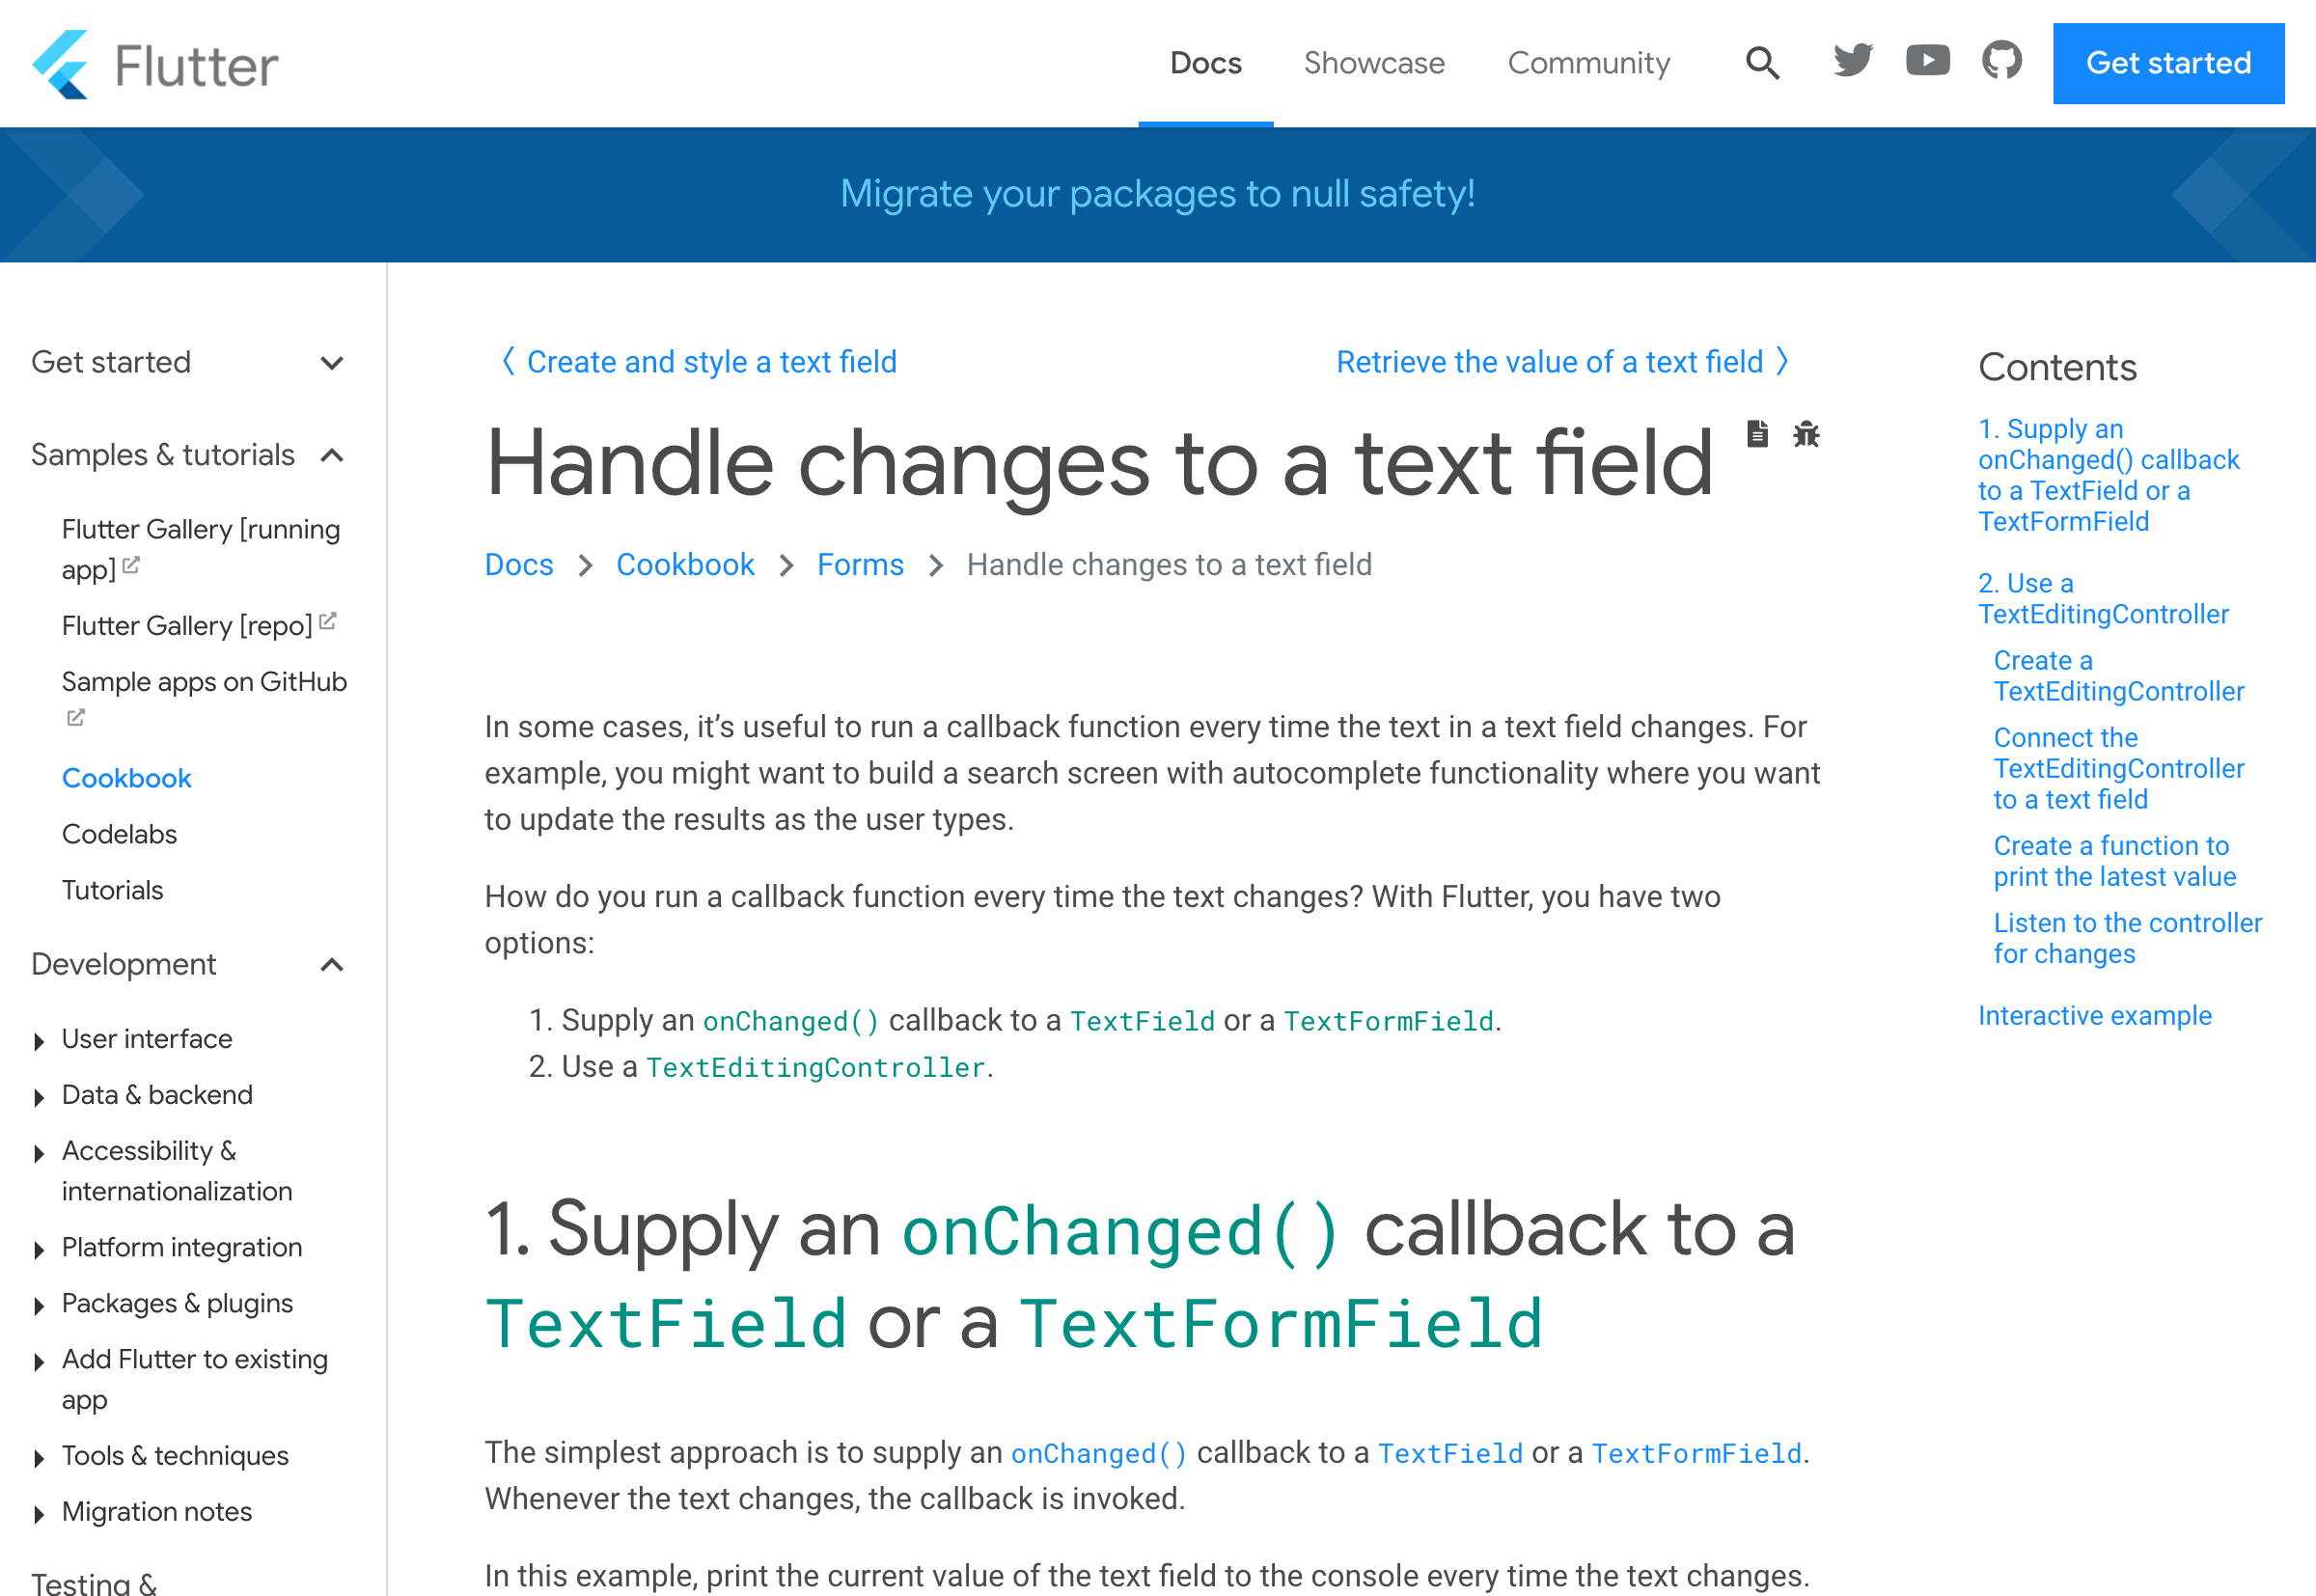 Flutter
Docs
Showcase
Community
Get started
Migrate your packages to null safety!
Get started
Samples & tutorials
Flutter Gallery [running
app]
Flutter Gallery [repo]
Sample apps on GitHub
Cookbook
Codelabs
Tutorials
Development
User interface
Data & backend
Accessibility &
internationalization
Platform integration
Packages & plugins
Add Flutter to existing
app
Tools & techniques
Migration notes
Testing &
〈 Create and style a text field
Retrieve the value of a text field 〉
Handle changes to a text field
Docs > Cookbook > Forms > Handle changes to a text field
In some cases, it’s useful to run a callback function every time the text in a text field changes. For
example, you might want to build a search screen with autocomplete functionality where you want
to update the results as the user types.
How do you run a callback function every time the text changes? With Flutter, you have two
options:
1. Supply an onChanged() callback to a TextField or a TextFormField.
2. Use a TextEditingController.
1. Supply an onChanged() callback to a
TextField or a TextFormField
The simplest approach is to supply an onChanged() callback to a TextField or a TextFormField.
Whenever the text changes, the callback is invoked.
In this example, print the current value of the text field to the console every time the text changes.
Contents
1. Supply an
onChanged() callback
to a TextField or a
TextFormField
2. Use a
TextEditingController
Create a
TextEditingController
Connect the
TextEditingController
to a text field
Create a function to
print the latest value
Listen to the controller
for changes
Interactive example